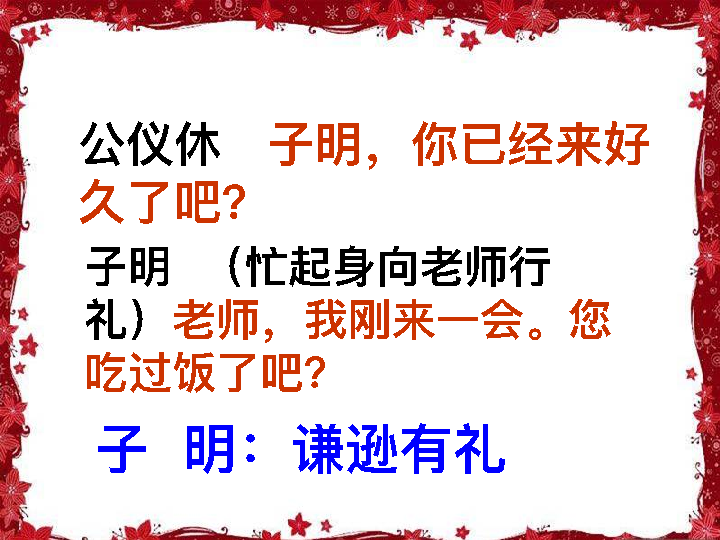 公仪休   子明，你已经来好
久了吧？
子明  （忙起身向老师行
礼）老师，我刚来一会。您
吃过饭了吧？
子  明：谦逊有礼